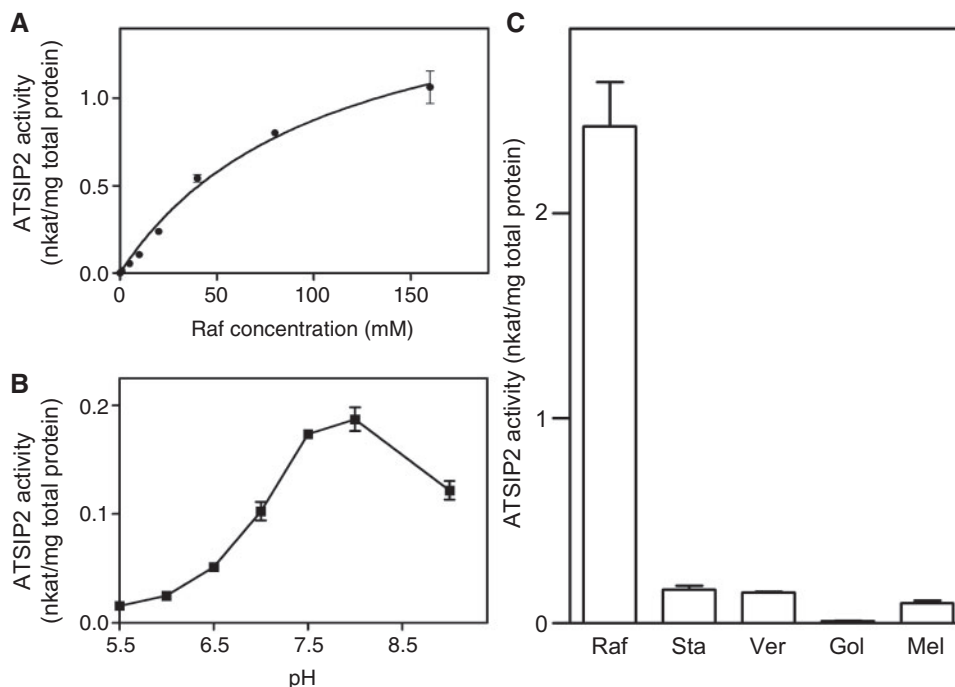 A
ATSIP2 activity
(nkat/mg total protein)
1.0
0.5
0.0
0
50
100
150
Raf concentration (mM)
B
ATSIP2 activity
(nkat/mg total protein)
0.2
0.1
0.0
5.5
6.5
7.5
8.5
pH
C
ATSIP2 activity (nkat/mg total protein)
2
1
0
Raf
Sta
Ver
Gol
Mel